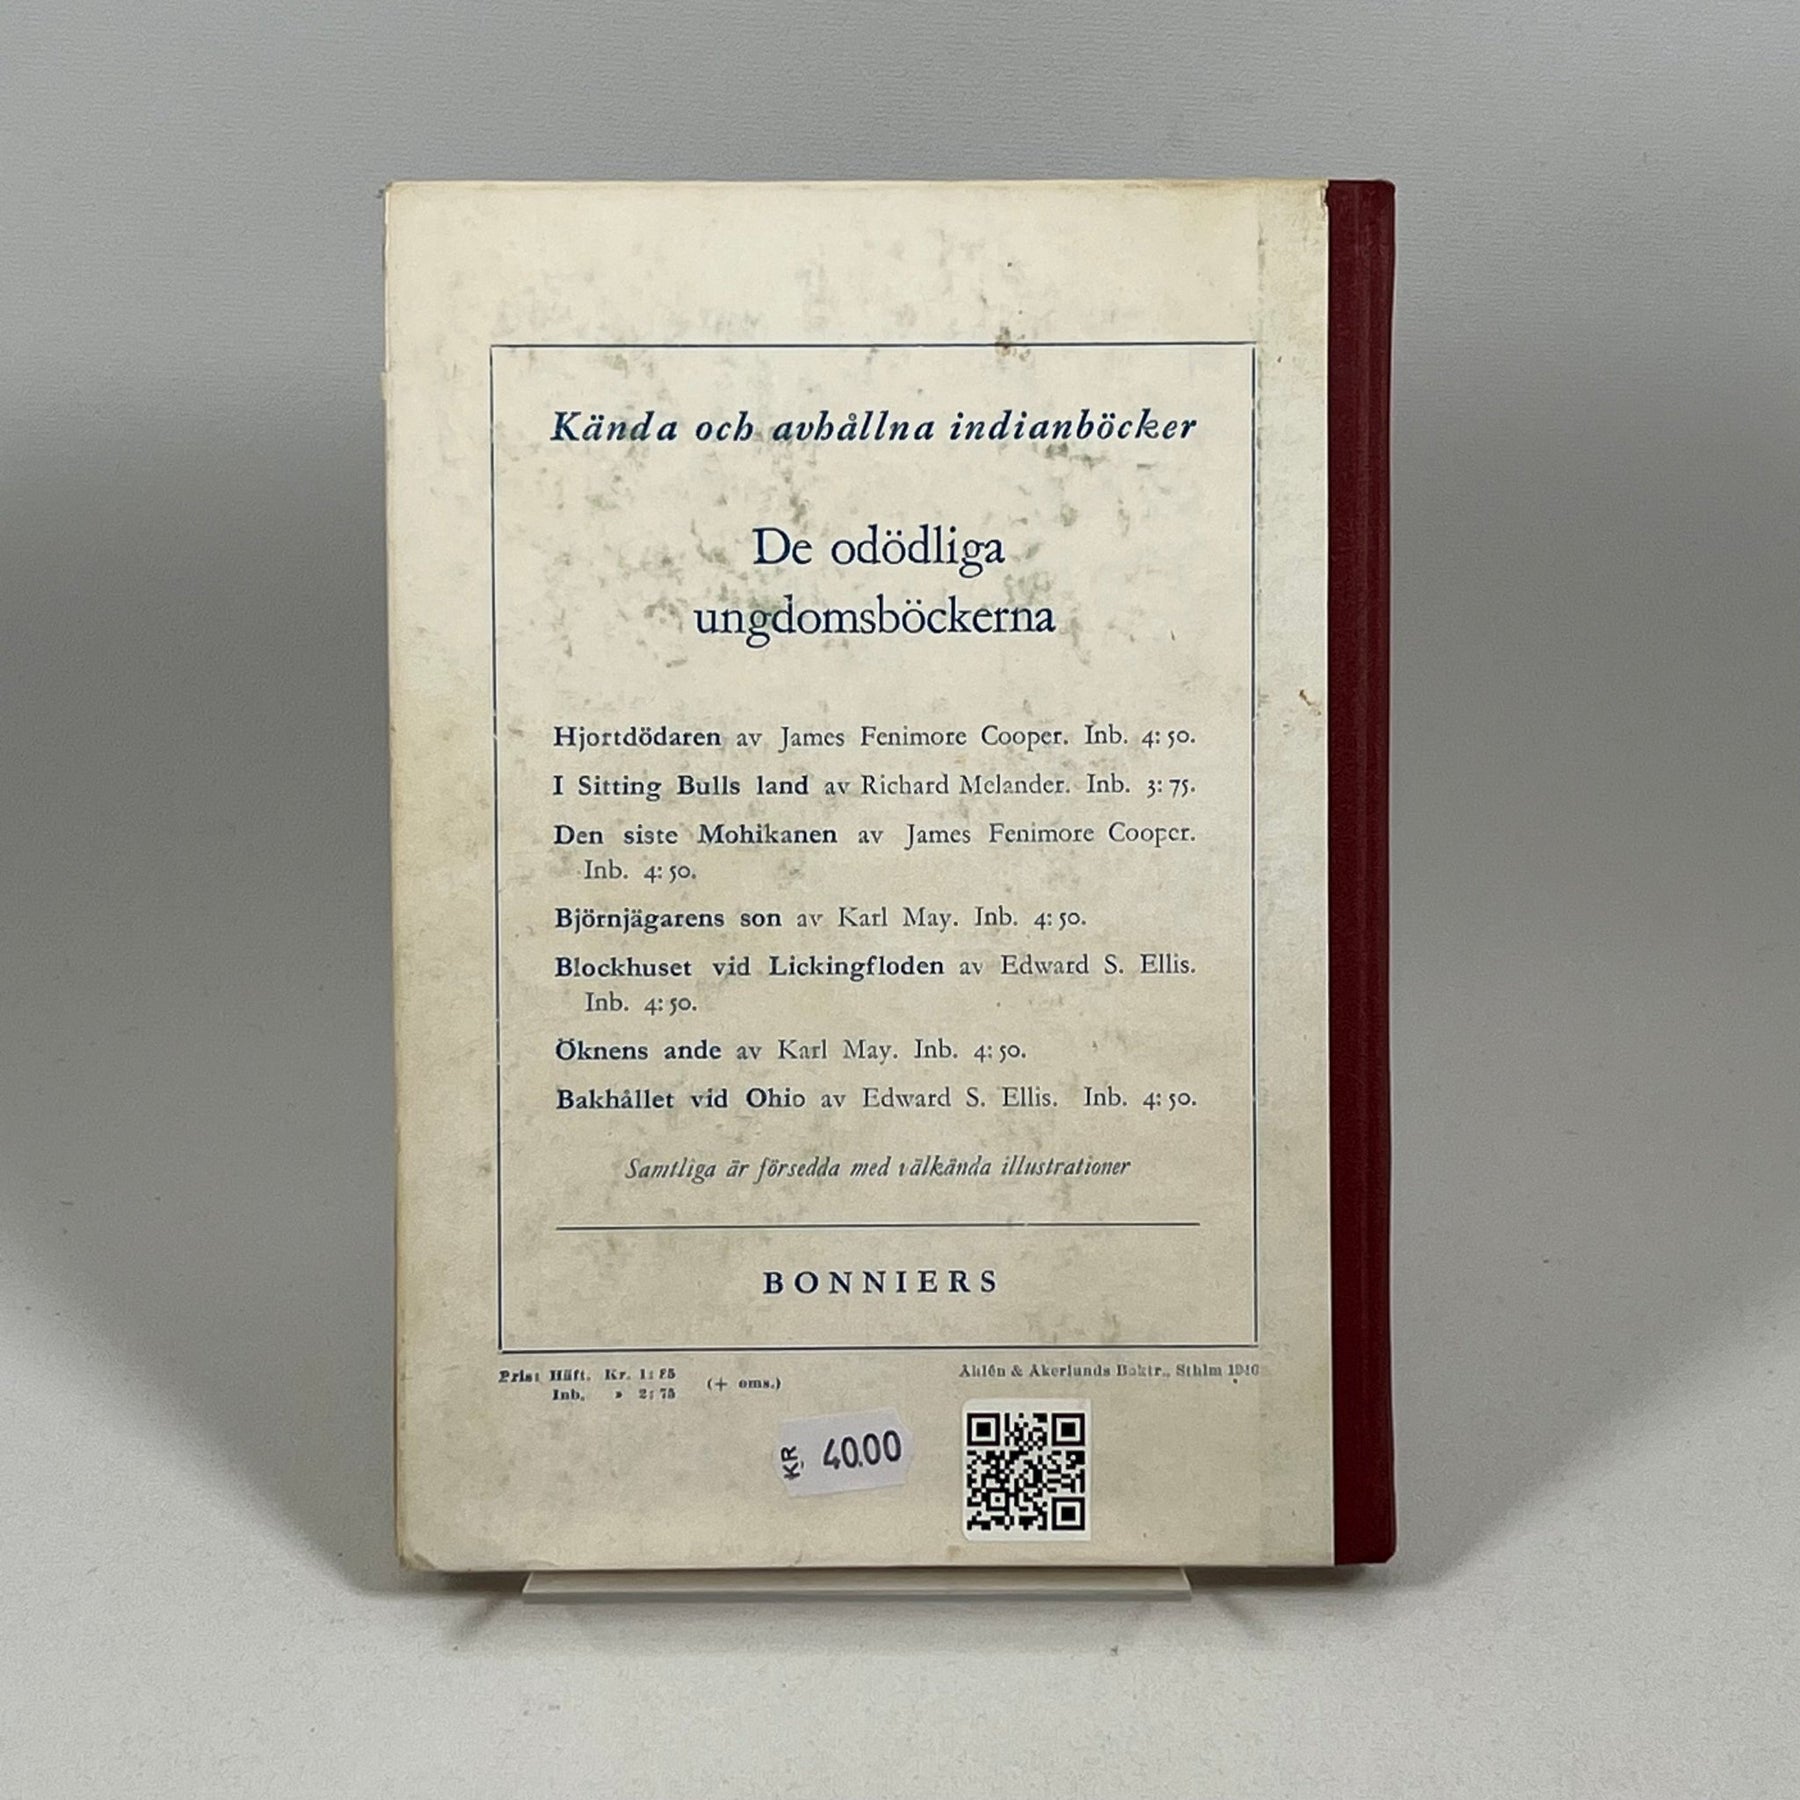 Kända och avhållna indianböcker
De odödliga
ungdomsböckerna
Hjortdödaren av James Fenimore Cooper. Inb. 4:50.
I Sitting Bulls land av Richard Melander. Inb. 3:75.
Den siste Mohikanen av James Fenimore Cooper.
Inb. 4:50.
Björnjägarens son av Karl May. Inb. 4:50.
Blockhuset vid Lickingfloden av Edward S. Ellis.
Inb. 4:50.
Öknens ande av Karl May. Inb. 4:50.
Bakhållet vid Ohio av Edward S. Ellis. Inb. 4:50.
Samtliga är försedda med välkända illustrationer
BONNIERS
Pris: Häft. Kr. 1:85
Inb. » 2:75
(+ oms.)
Åhlén & Åkerlunds Boktr., Sthlm 1940
KR 40.00